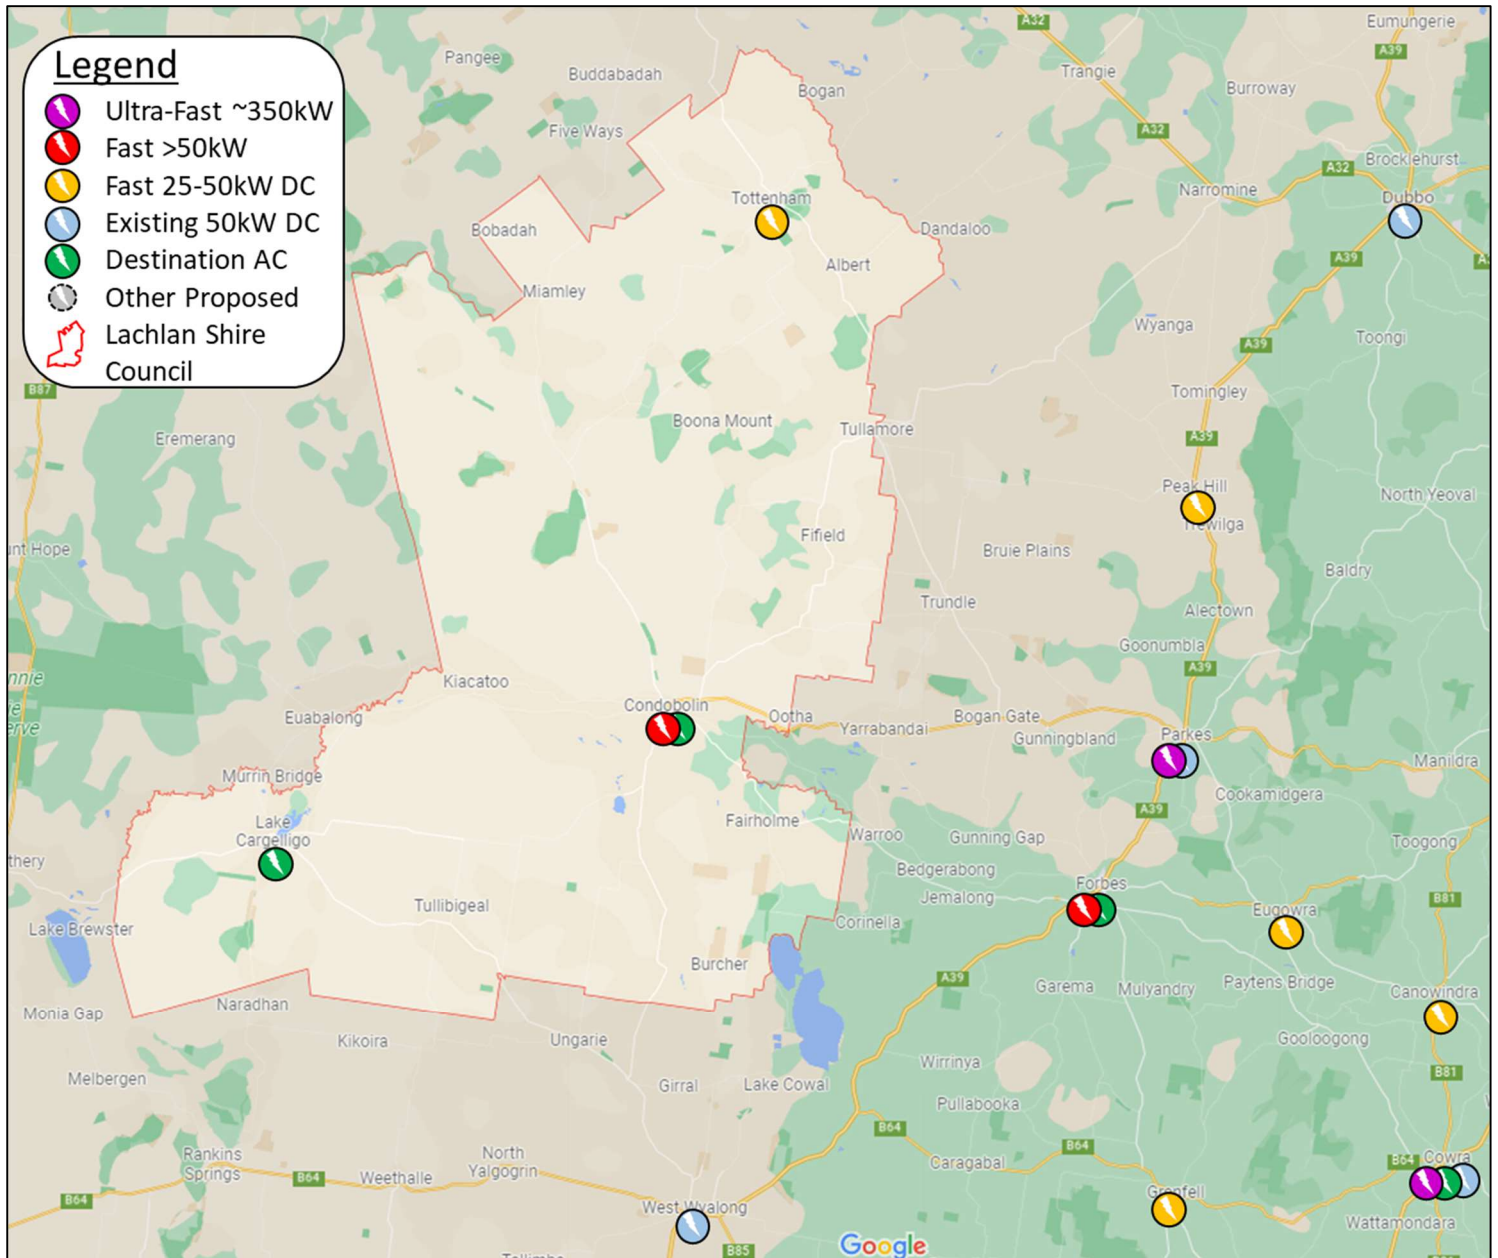 Legend
Ultra-Fast ~350kW
Fast >50kW
Fast 25-50kW DC
Existing 50kW DC
Destination AC
Other Proposed
Lachlan Shire
Council
A32
Eumungerie
A39
Pangee
Buddabadah
Trangie
Bogan
Burroway
Five Ways
A32
Brocklehurst
A32
Narromine
Tottenham
Dubbo
Bobadah
Dandaloo
A39
Albert
Miamley
Wyanga
Toongi
A39
B87
Tomingley
Boona Mount
Tullamore
Eremerang
A39
Peak Hill
North Yeoval
Trewilga
Fifield
unt Hope
Bruie Plains
Baldry
Trundle
Alectown
Goonumbla
A39
nnie
e
erve
Kiacatoo
Condobolin
Euabalong
Ootha
Bogan Gate
Yarrabandai
Parkes
Gunningbland
Manildra
Murrin Bridge
Cookamidgera
A39
Lake
Cargelligo
Fairholme
Warroo
Gunning Gap
Toogong
thery
Bedgerabong
Forbes
Jemalong
B81
Tullibigeal
Eugowra
Corinella
Lake Brewster
Burcher
A39
Garema
Mulyandry
Paytens Bridge
Canowindra
Naradhan
Monia Gap
Kikoira
Ungarie
Gooloogong
Wirrinya
B81
Melbergen
Girral
Lake Cowal
Pullabooka
B64
B64
Rankins
Springs
North
Yalgogrin
Caragabal
B64
Cowra
B64
Weethalle
Grenfell
B64
West Wyalong
Wattamondara
B85
Google